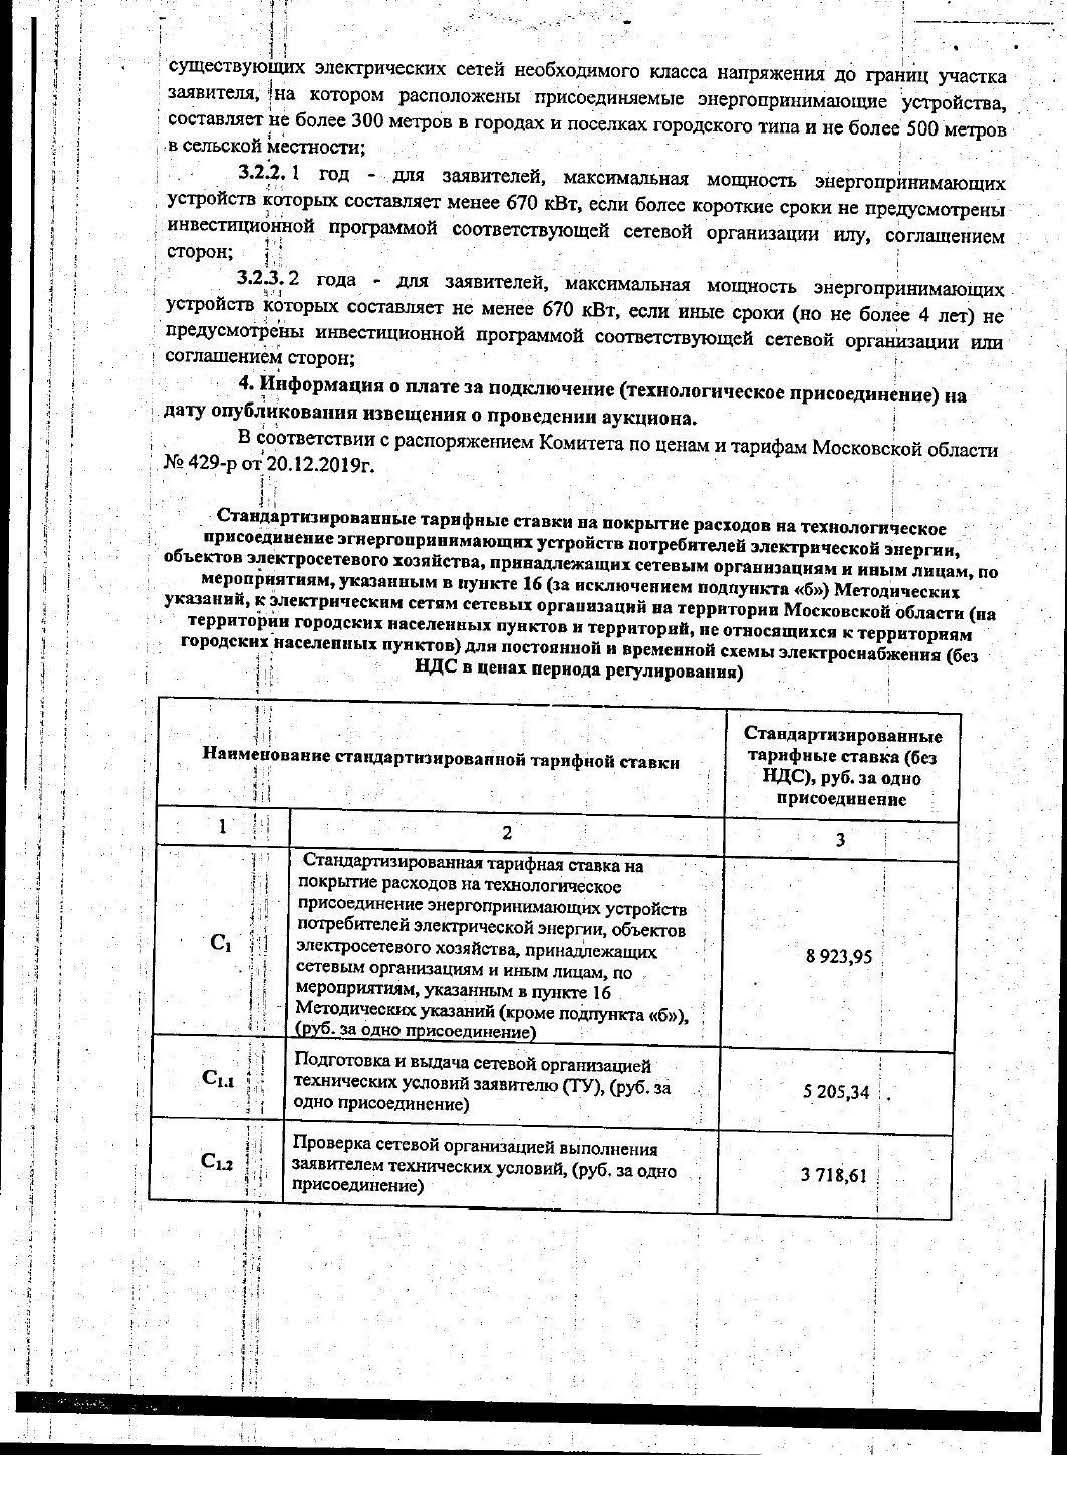 существующих электрических сетей необходимого класса напряжения до границ участка
заявителя, на котором расположены присоединяемые энергопринимающие устройства,
составляет не более 300 метров в городах и поселках городского типа и не более 500 метров
в сельской местности;
3.2.2. 1 год - для заявителей, максимальная мощность энергопринимающих
устройств которых составляет менее 670 кВт, если более короткие сроки не предусмотрены
инвестиционной программой соответствующей сетевой организации илу, соглашением
сторон;
3.2.3. 2 года - для заявителей, максимальная мощность энергопринимающих
устройств которых составляет не менее 670 кВт, если иные сроки (но не более 4 лет) не
предусмотрены инвестиционной программой соответствующей сетевой организации или
соглашением сторон;
4. Информация о плате за подключение (технологическое присоединение) на
дату опубликования извещения о проведении аукциона.
В соответствии с распоряжением Комитета по ценам и тарифам Московской области
№ 429-р от 20.12.2019г.
Стандартизированные тарифные ставки на покрытие расходов на технологическое
присоединение эгнергопринимающих устройств потребителей электрической энергии,
объектов электросетевого хозяйства, принадлежащих сетевым организациям и иным лицам, по
мероприятиям, указанным в пункте 16 (за исключением подпункта «б») Методических
указаний, к электрическим сетям сетевых организаций на территории Московской области (на
территории городских населенных пунктов и территорий, не относящихся к территориям
городских населенных пунктов) для постоянной и временной схемы электроснабжения (без
НДС в ценах периода регулирования)
Наименование стандартизированной тарифной ставки
Стандартизированные
тарифные ставка (без
НДС), руб. за одно
присоединение
1
2
3
С1
Стандартизированная тарифная ставка на
покрытие расходов на технологическое
присоединение энергопринимающих устройств
потребителей электрической энергии, объектов
электросетевого хозяйства, принадлежащих
сетевым организациям и иным лицам, по
мероприятиям, указанным в пункте 16
Методических указаний (кроме подпункта «б»),
(руб. за одно присоединение)
8 923,95
С1.1
Подготовка и выдача сетевой организацией
технических условий заявителю (ТУ), (руб. за
одно присоединение)
5 205,34
С1.2
Проверка сетевой организацией выполнения
заявителем технических условий, (руб. за одно
присоединение)
3 718,61